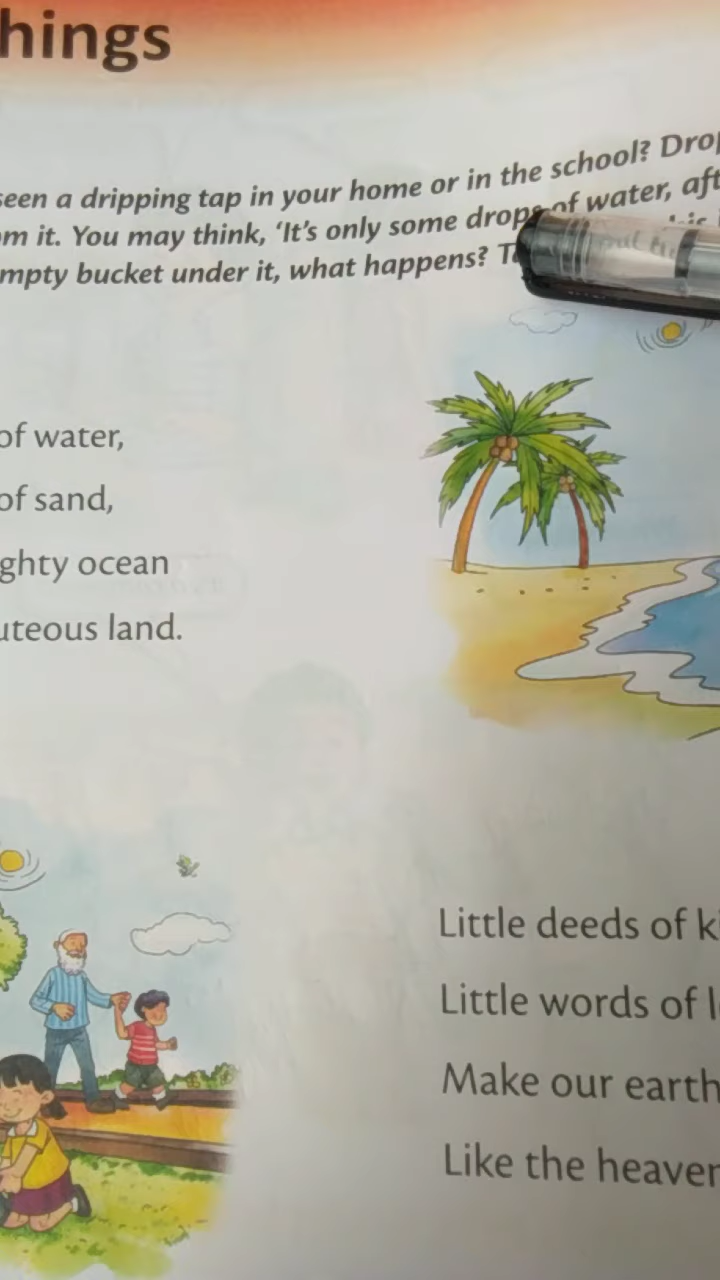 hings
seen a dripping tap in your home or in the school? Drop
om it. You may think, ‘It’s only some drops of water, aft
mpty bucket under it, what happens? T
of water,
of sand,
ghty ocean
uteous land.
Little deeds of k
Little words of l
Make our earth
Like the heaven